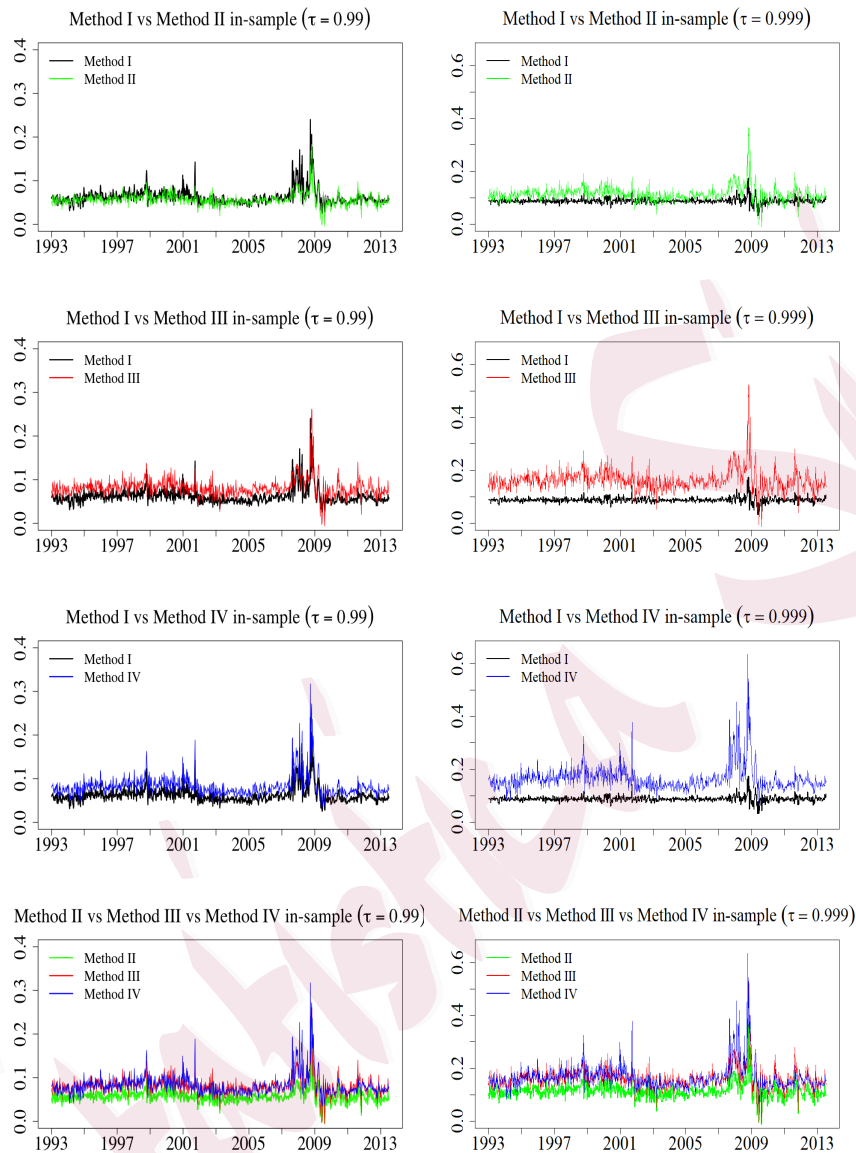 Method I vs Method II in-sample (τ = 0.99)
0.4
0.3
0.2
0.1
0.0
Method I
Method II
1993 1997 2001 2005 2009 2013
Method I vs Method II in-sample (τ = 0.999)
0.6
0.4
0.2
0.0
Method I
Method II
1993 1997 2001 2005 2009 2013
Method I vs Method III in-sample (τ = 0.99)
0.4
0.3
0.2
0.1
0.0
Method I
Method III
1993 1997 2001 2005 2009 2013
Method I vs Method III in-sample (τ = 0.999)
0.6
0.4
0.2
0.0
Method I
Method III
1993 1997 2001 2005 2009 2013
Method I vs Method IV in-sample (τ = 0.99)
0.4
0.3
0.2
0.1
0.0
Method I
Method IV
1993 1997 2001 2005 2009 2013
Method I vs Method IV in-sample (τ = 0.999)
0.6
0.4
0.2
0.0
Method I
Method IV
1993 1997 2001 2005 2009 2013
Method II vs Method III vs Method IV in-sample (τ = 0.99)
0.4
0.3
0.2
0.1
0.0
Method II
Method III
Method IV
1993 1997 2001 2005 2009 2013
Method II vs Method III vs Method IV in-sample (τ = 0.999)
0.6
0.4
0.2
0.0
Method II
Method III
Method IV
1993 1997 2001 2005 2009 2013